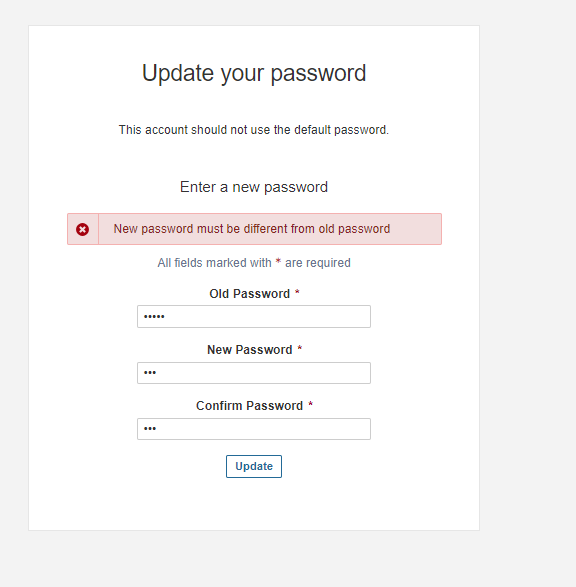 Update your password
This account should not use the default password.
Enter a new password
New password must be different from old password
All fields marked with * are required
Old Password *
•••••
New Password *
•••
Confirm Password *
•••
Update